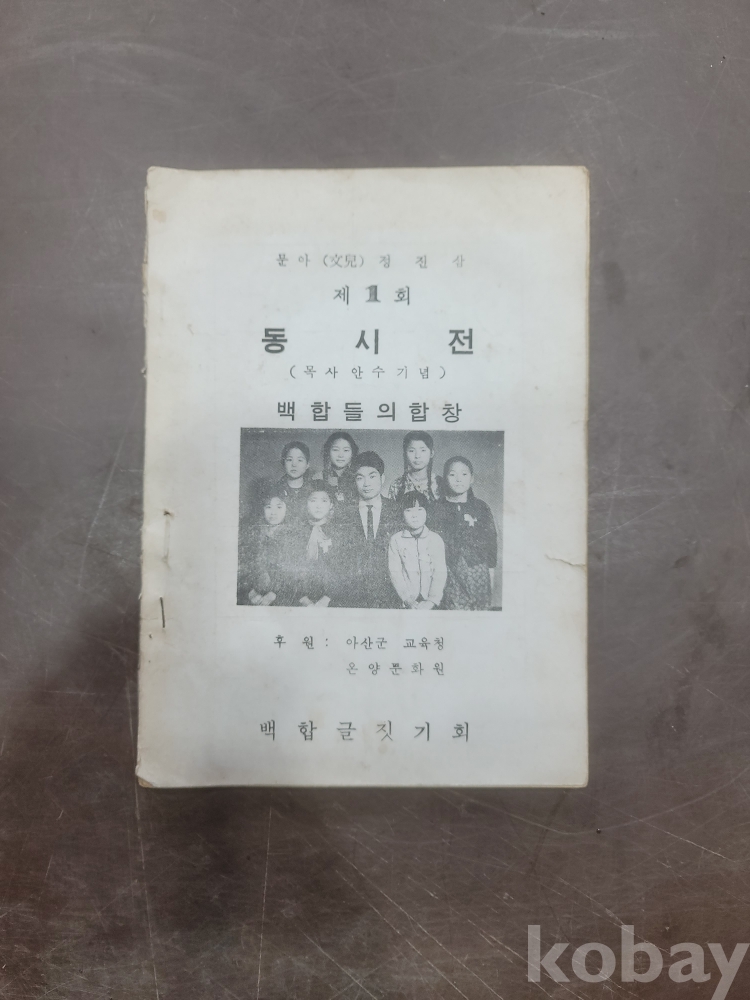 문아 (文兒) 정 진 상
제 1 회
동 시 전
( 목 사 안 수 기 념 )
백 합 들 의 합 창
후 원 : 아산군 교육청
온 양 문 화 원
백 합 글 짓 기 회
kobay